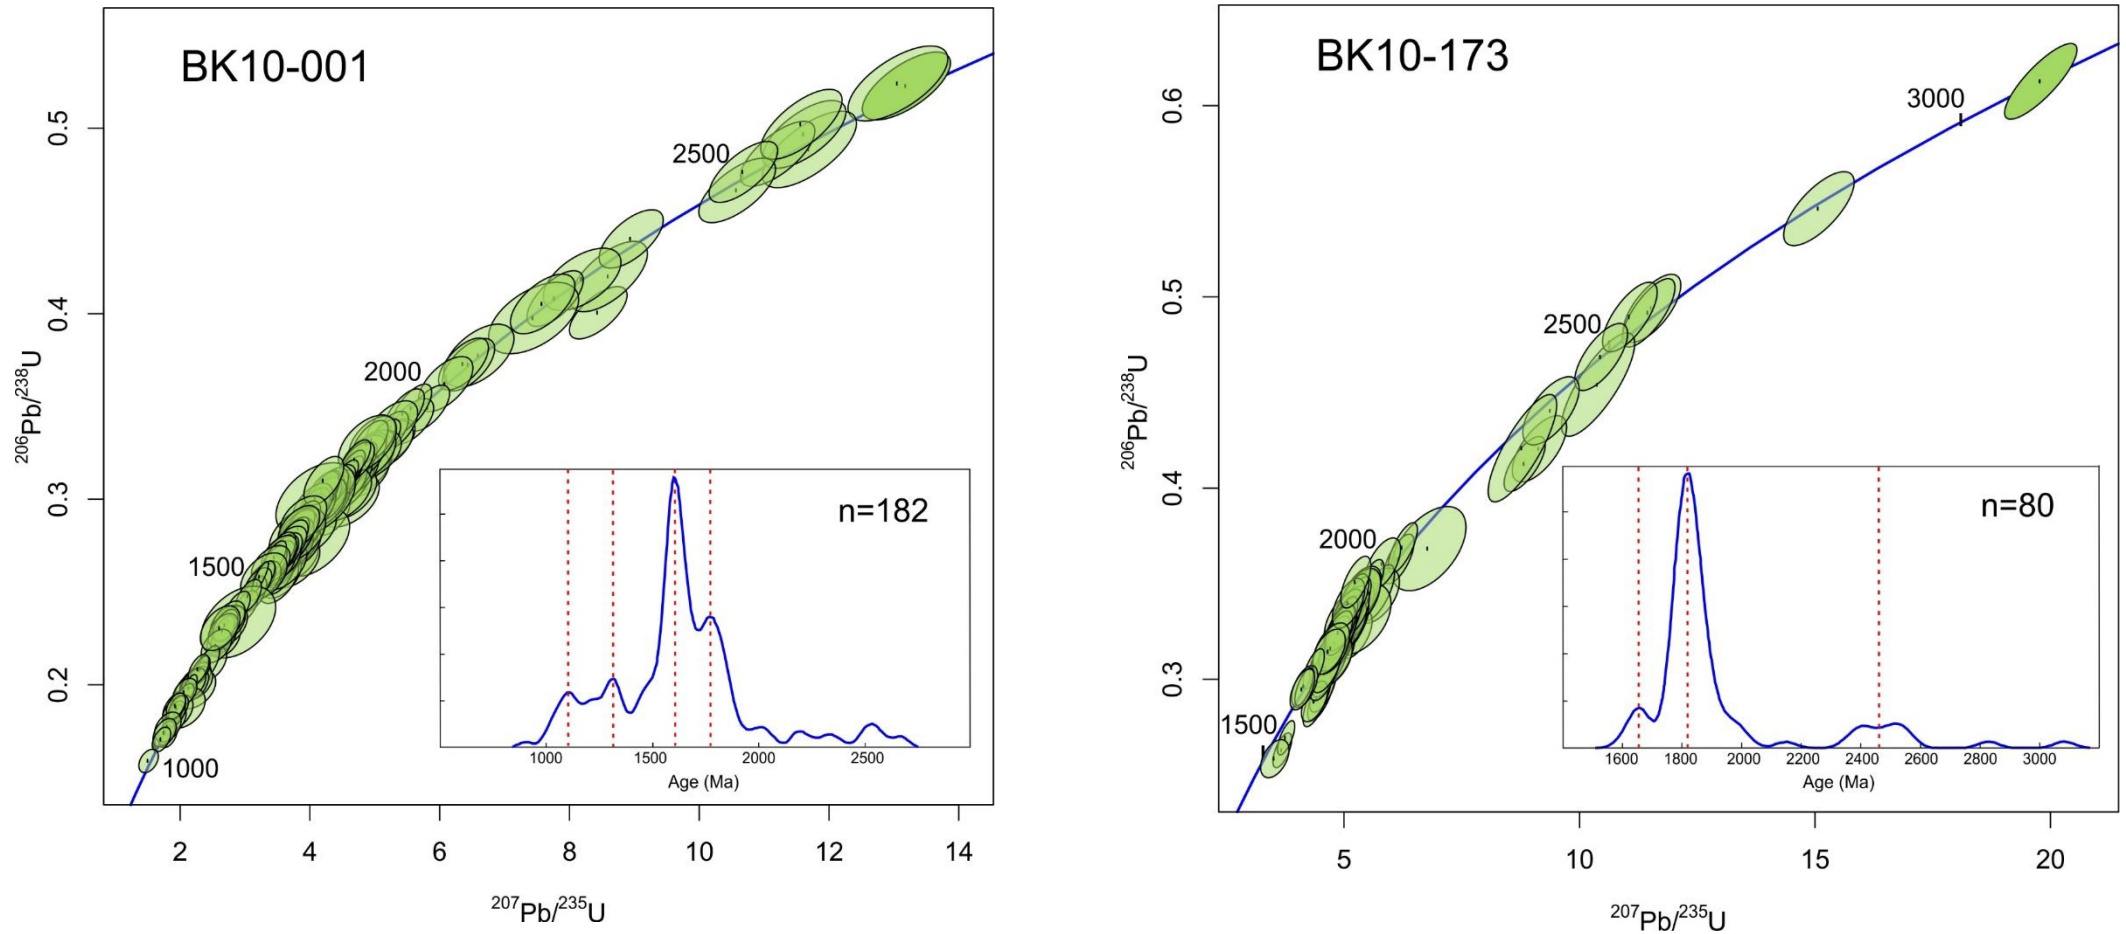 BK10-001
0.5
0.4
0.3
0.2
²⁰⁶Pb/²³⁸U
2500
2000
1500
1000
n=182
1000 1500 2000 2500
Age (Ma)
2 4 6 8 10 12 14
²⁰⁷Pb/²³⁵U
BK10-173
0.6
0.5
0.4
0.3
²⁰⁶Pb/²³⁸U
3000
2500
2000
1500
n=80
1600 1800 2000 2200 2400 2600 2800 3000
Age (Ma)
5 10 15 20
²⁰⁷Pb/²³⁵U